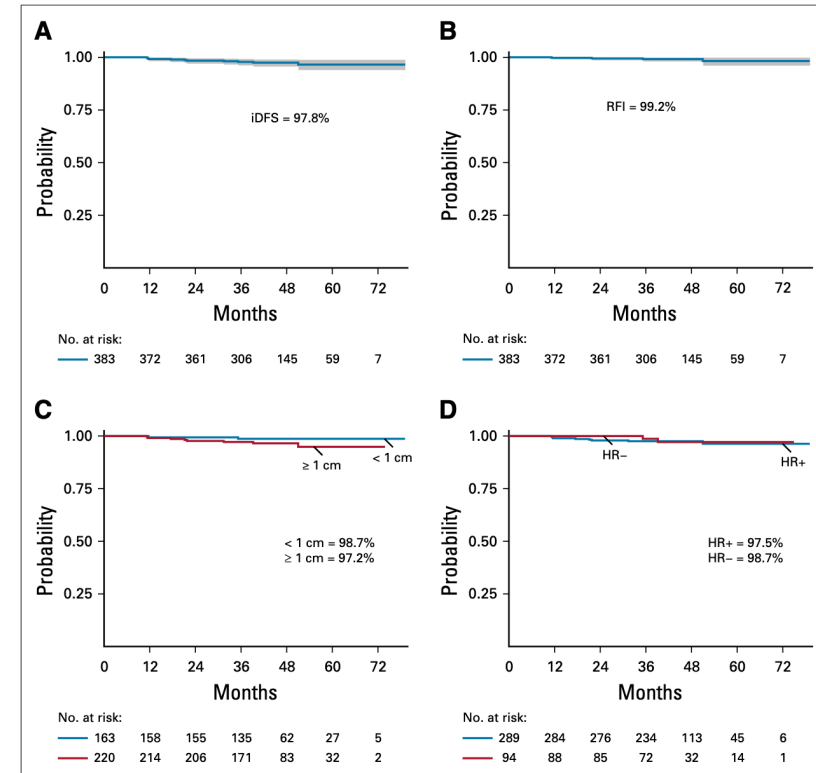 A
1.00
0.75
0.50
0.25
Probability
iDFS = 97.8%
0 12 24 36 48 60 72
Months
No. at risk:
383 372 361 306 145 59 7
B
1.00
0.75
0.50
0.25
Probability
RFI = 99.2%
0 12 24 36 48 60 72
Months
No. at risk:
383 372 361 306 145 59 7
C
1.00
0.75
0.50
0.25
Probability
≥ 1 cm
< 1 cm
< 1 cm = 98.7%
≥ 1 cm = 97.2%
0 12 24 36 48 60 72
Months
No. at risk:
163 158 155 135 62 27 5
220 214 206 171 83 32 2
D
1.00
0.75
0.50
0.25
Probability
HR−
HR+
HR+ = 97.5%
HR− = 98.7%
0 12 24 36 48 60 72
Months
No. at risk:
289 284 276 234 113 45 6
94 88 85 72 32 14 1